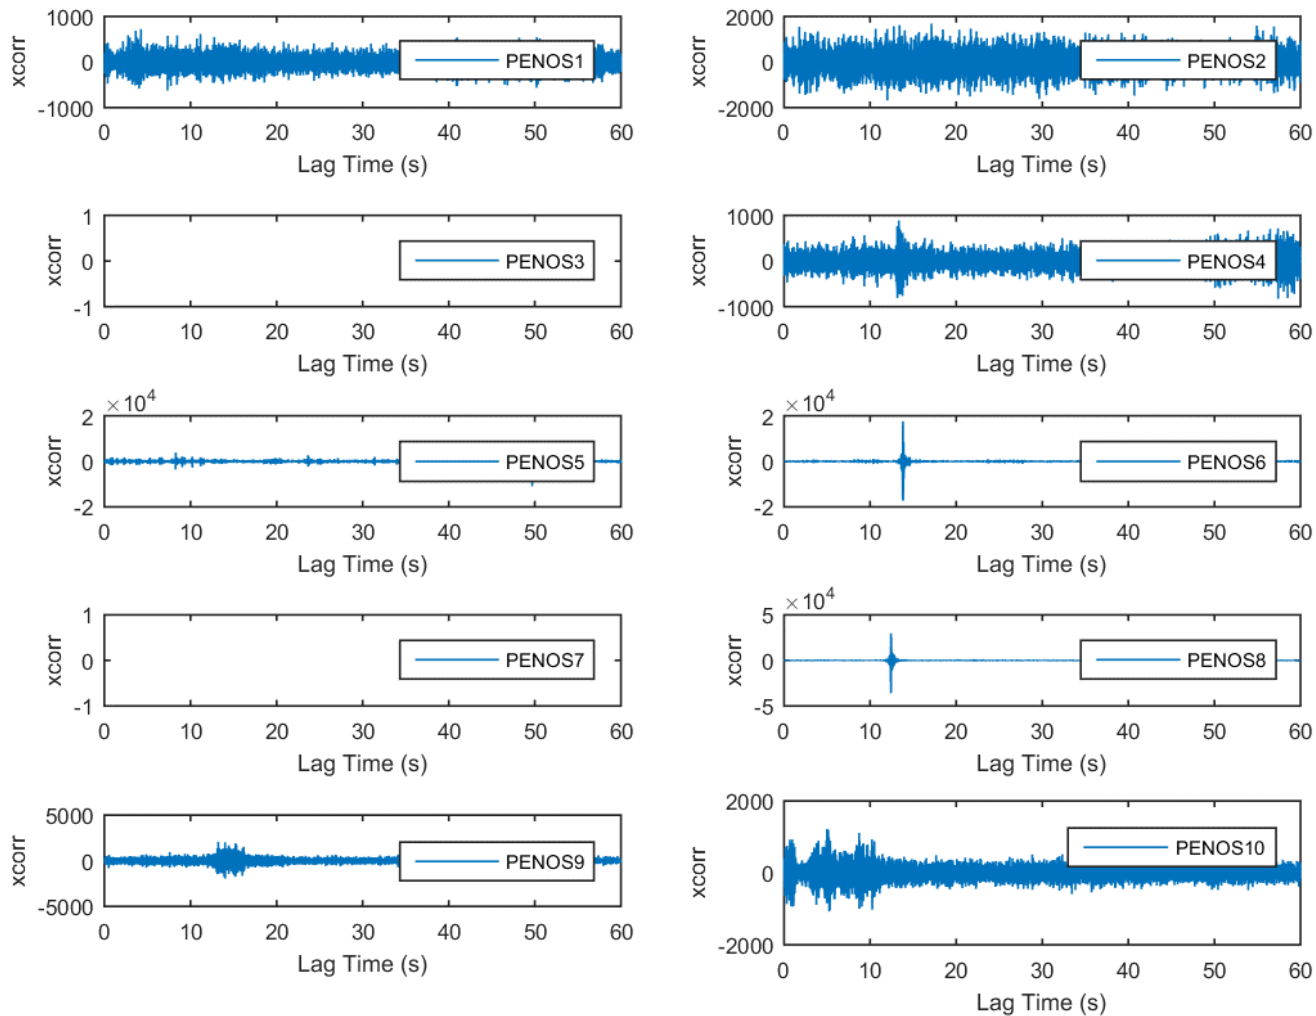 xcorr
1000
0
-1000
PENOS1
0 10 20 30 40 50 60
Lag Time (s)
xcorr
2000
0
-2000
PENOS2
0 10 20 30 40 50 60
Lag Time (s)
xcorr
1
0
-1
PENOS3
0 10 20 30 40 50 60
Lag Time (s)
xcorr
1000
0
-1000
PENOS4
0 10 20 30 40 50 60
Lag Time (s)
×10^4
xcorr
2
0
-2
PENOS5
0 10 20 30 40 50 60
Lag Time (s)
×10^4
xcorr
2
0
-2
PENOS6
0 10 20 30 40 50 60
Lag Time (s)
xcorr
1
0
-1
PENOS7
0 10 20 30 40 50 60
Lag Time (s)
×10^4
xcorr
5
0
-5
PENOS8
0 10 20 30 40 50 60
Lag Time (s)
xcorr
5000
0
-5000
PENOS9
0 10 20 30 40 50 60
Lag Time (s)
xcorr
2000
0
-2000
PENOS10
0 10 20 30 40 50 60
Lag Time (s)